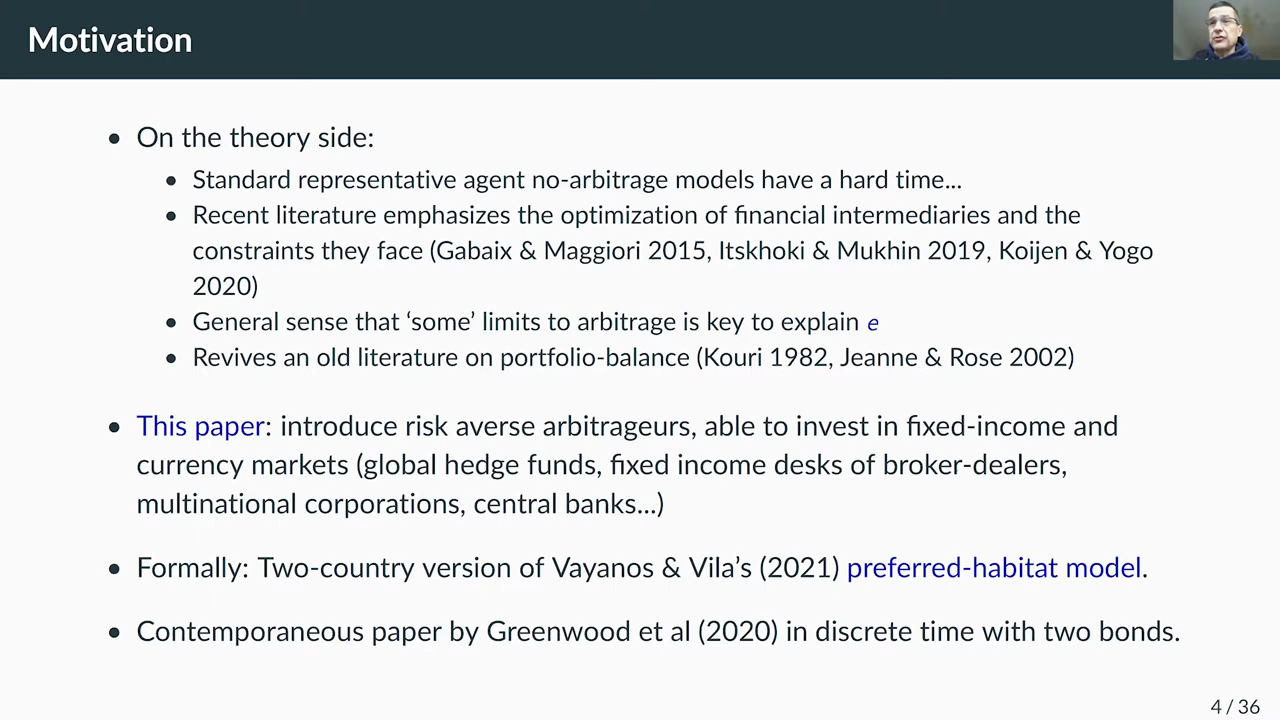 Motivation
• On the theory side:
• Standard representative agent no-arbitrage models have a hard time...
• Recent literature emphasizes the optimization of financial intermediaries and the
constraints they face (Gabaix & Maggiori 2015, Itskhoki & Mukhin 2019, Koijen & Yogo
2020)
• General sense that ‘some’ limits to arbitrage is key to explain e
• Revives an old literature on portfolio-balance (Kouri 1982, Jeanne & Rose 2002)
• This paper: introduce risk averse arbitrageurs, able to invest in fixed-income and
currency markets (global hedge funds, fixed income desks of broker-dealers,
multinational corporations, central banks...)
• Formally: Two-country version of Vayanos & Vila’s (2021) preferred-habitat model.
• Contemporaneous paper by Greenwood et al (2020) in discrete time with two bonds.
4 / 36